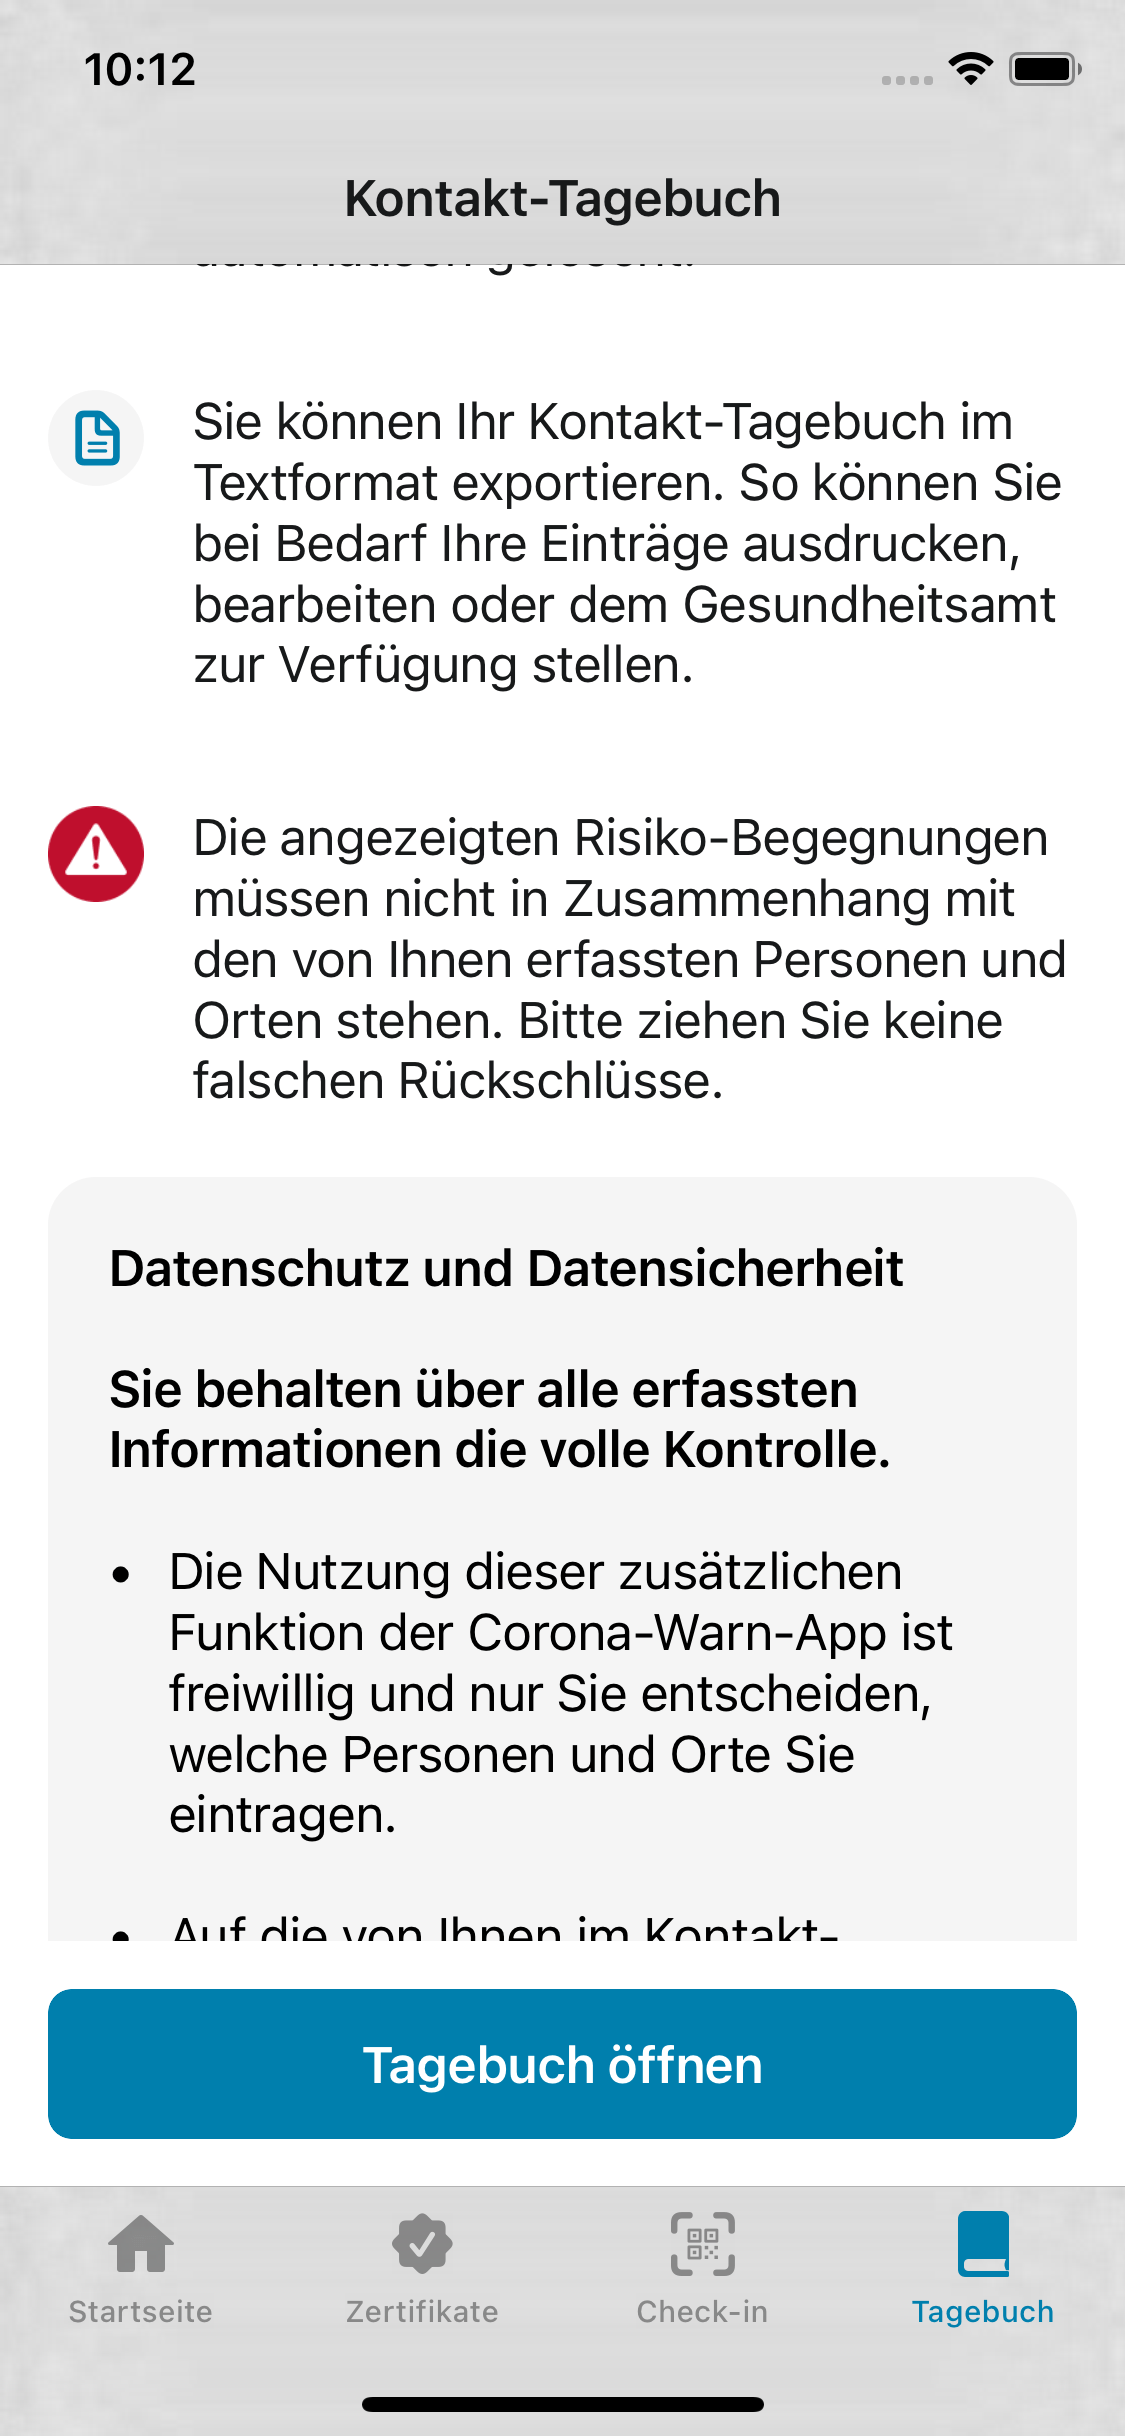 10:12
Kontakt-Tagebuch
Sie können Ihr Kontakt-Tagebuch im
Textformat exportieren. So können Sie
bei Bedarf Ihre Einträge ausdrucken,
bearbeiten oder dem Gesundheitsamt
zur Verfügung stellen.
Die angezeigten Risiko-Begegnungen
müssen nicht in Zusammenhang mit
den von Ihnen erfassten Personen und
Orten stehen. Bitte ziehen Sie keine
falschen Rückschlüsse.
Datenschutz und Datensicherheit
Sie behalten über alle erfassten
Informationen die volle Kontrolle.
• Die Nutzung dieser zusätzlichen
Funktion der Corona-Warn-App ist
freiwillig und nur Sie entscheiden,
welche Personen und Orte Sie
eintragen.
• Auf die von Ihnen im Kontakt-
Tagebuch öffnen
Startseite
Zertifikate
Check-in
Tagebuch